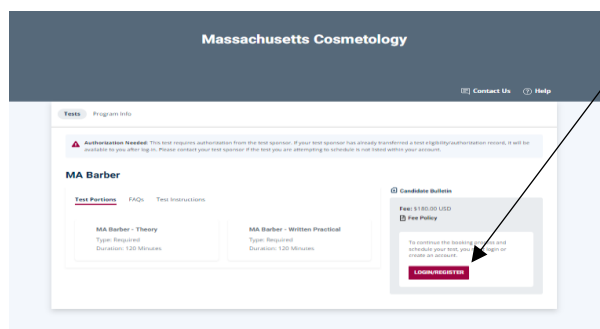 Massachusetts Cosmetology
Contact Us Help
Tests Program Info
Authorization Needed: This test requires authorization from the test sponsor. If your test sponsor has already transferred a test eligibility/authorization record, it will be
available to you after log in. Please contact your test sponsor if the test you are attempting to schedule is not listed within your account.
MA Barber
Test Portions FAQs Test Instructions
MA Barber - Theory
Type: Required
Duration: 120 Minutes
MA Barber - Written Practical
Type: Required
Duration: 120 Minutes
Candidate Bulletin
Fee: $180.00 USD
Fee Policy
To continue the booking process and
schedule your test, you login or
create an account.
LOGIN/REGISTER